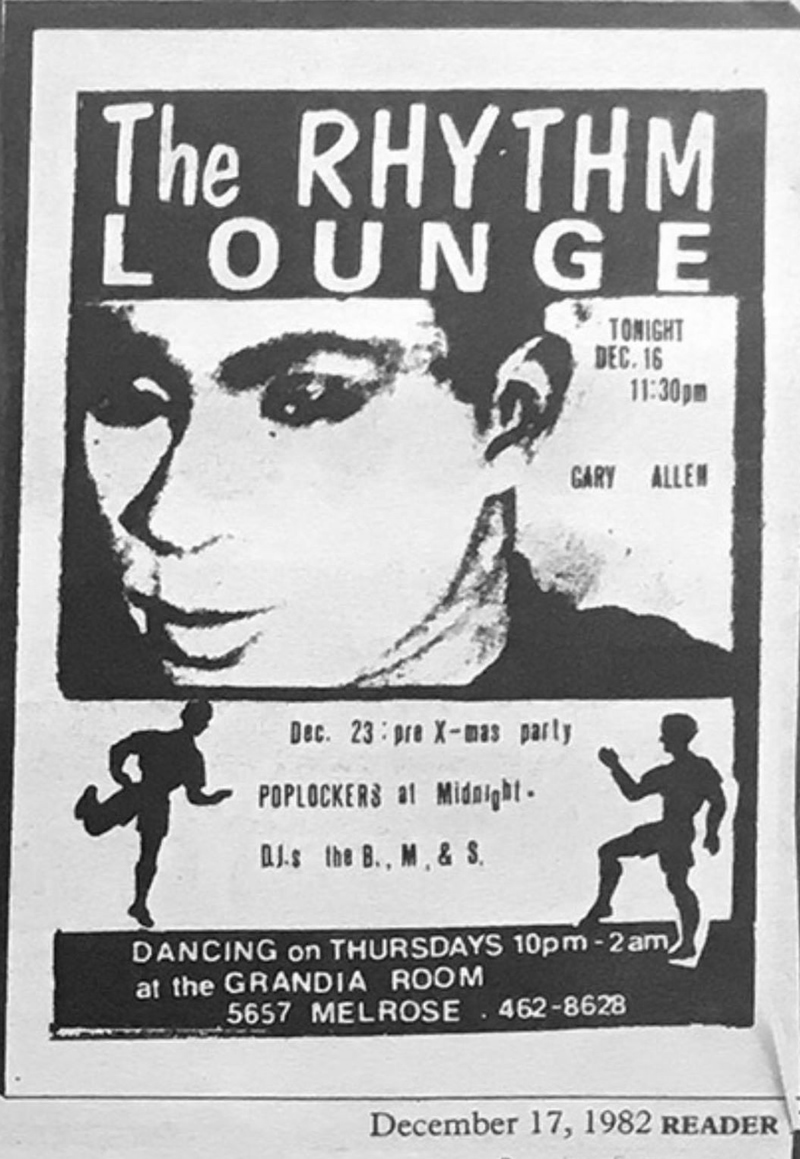 The RHYTHM
LOUNGE
TONIGHT
DEC. 16
11:30pm
GARY ALLEN
Dec. 23: pre X-mas party
POPLOCKERS at Midnight.
D.J.s the B., M., & S.
DANCING on THURSDAYS 10pm-2am
at the GRANDIA ROOM
5657 MELROSE . 462-8628
December 17, 1982 READER